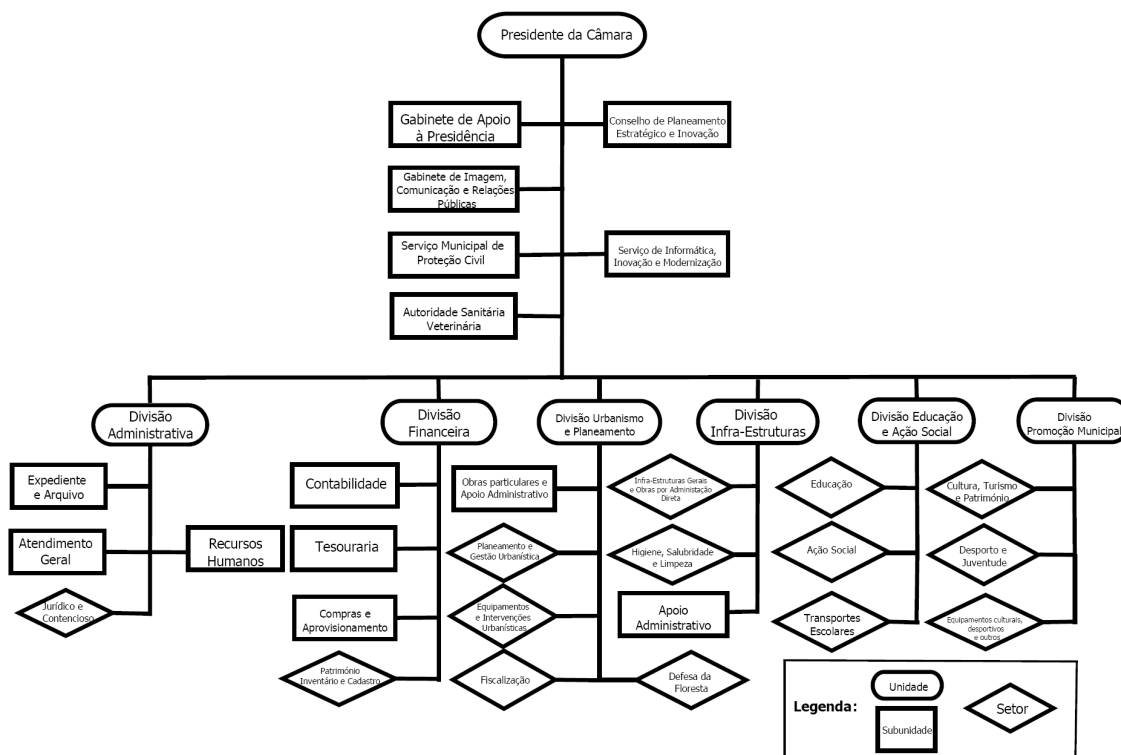 Presidente da Câmara
Gabinete de Apoio
à Presidência
Conselho de Planeamento
Estratégico e Inovação
Gabinete de Imagem,
Comunicação e Relações
Públicas
Serviço Municipal de
Proteção Civil
Serviço de Informática,
Inovação e Modernização
Autoridade Sanitária
Veterinária
Divisão
Administrativa
Divisão
Financeira
Divisão Urbanismo
e Planeamento
Divisão
Infra-Estruturas
Divisão Educação
e Ação Social
Divisão
Promoção Municipal
Expediente
e Arquivo
Atendimento
Geral
Recursos
Humanos
Jurídico e
Contencioso
Contabilidade
Tesouraria
Compras e
Aprovisionamento
Património
Inventário e Cadastro
Obras particulares e
Apoio Administrativo
Planeamento e
Gestão Urbanística
Equipamentos
e Intervenções
Urbanísticas
Fiscalização
Defesa da
Floresta
Infra-Estruturas Gerais
e Obras por Administação
Direta
Higiene, Salubridade
e Limpeza
Apoio
Administrativo
Educação
Ação Social
Transportes
Escolares
Cultura, Turismo
e Património
Desporto e
Juventude
Equipamentos culturais,
desportivos
e outros
Legenda:
Unidade
Subunidade
Setor